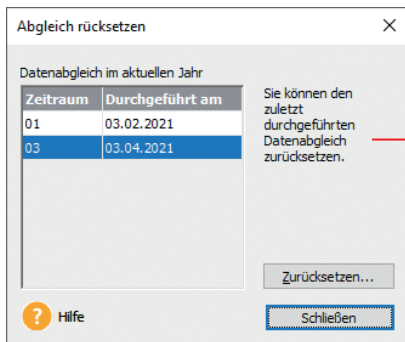 Abgleich rücksetzen
Datenabgleich im aktuellen Jahr
Zeitraum Durchgeführt am
01 03.02.2021
03 03.04.2021
Sie können den
zuletzt
durchgeführten
Datenabgleich
zurücksetzen.
Zurücksetzen...
? Hilfe
Schließen